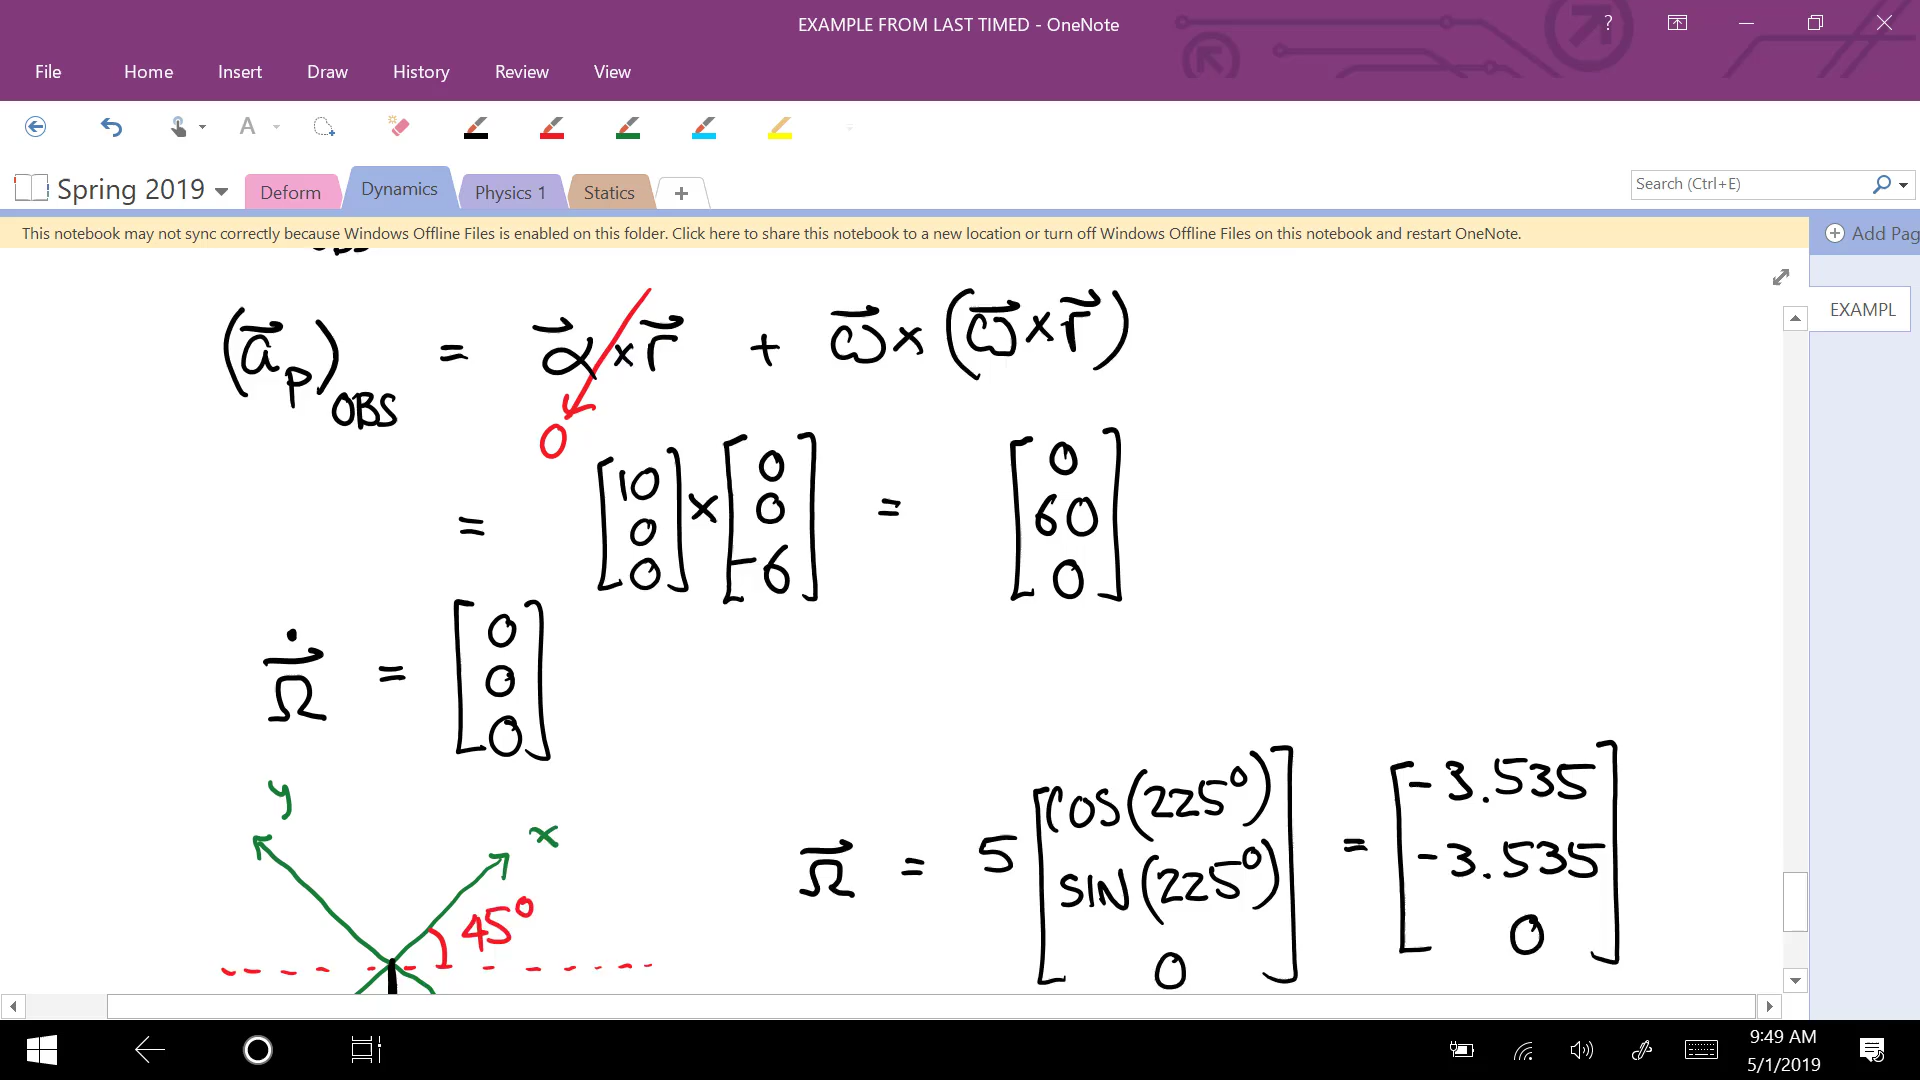 EXAMPLE FROM LAST TIMED - OneNote
?
File Home Insert Draw History Review View
A
Spring 2019 Deform Dynamics Physics 1 Statics +
Search (Ctrl+E)
This notebook may not sync correctly because Windows Offline Files is enabled on this folder. Click here to share this notebook to a new location or turn off Windows Offline Files on this notebook and restart OneNote.
Add Pag
EXAMPL
(a⃗_P)_OBS = α⃗ × r⃗ + ω⃗ × (ω⃗ × r⃗)
0
= [10 0 0] × [0 0 -6] = [0 60 0]
Ω⃗̇ = [0 0 0]
Ω⃗ = 5 [COS(225°) SIN(225°) 0] = [-3.535 -3.535 0]
y
x
45°
9:49 AM
5/1/2019